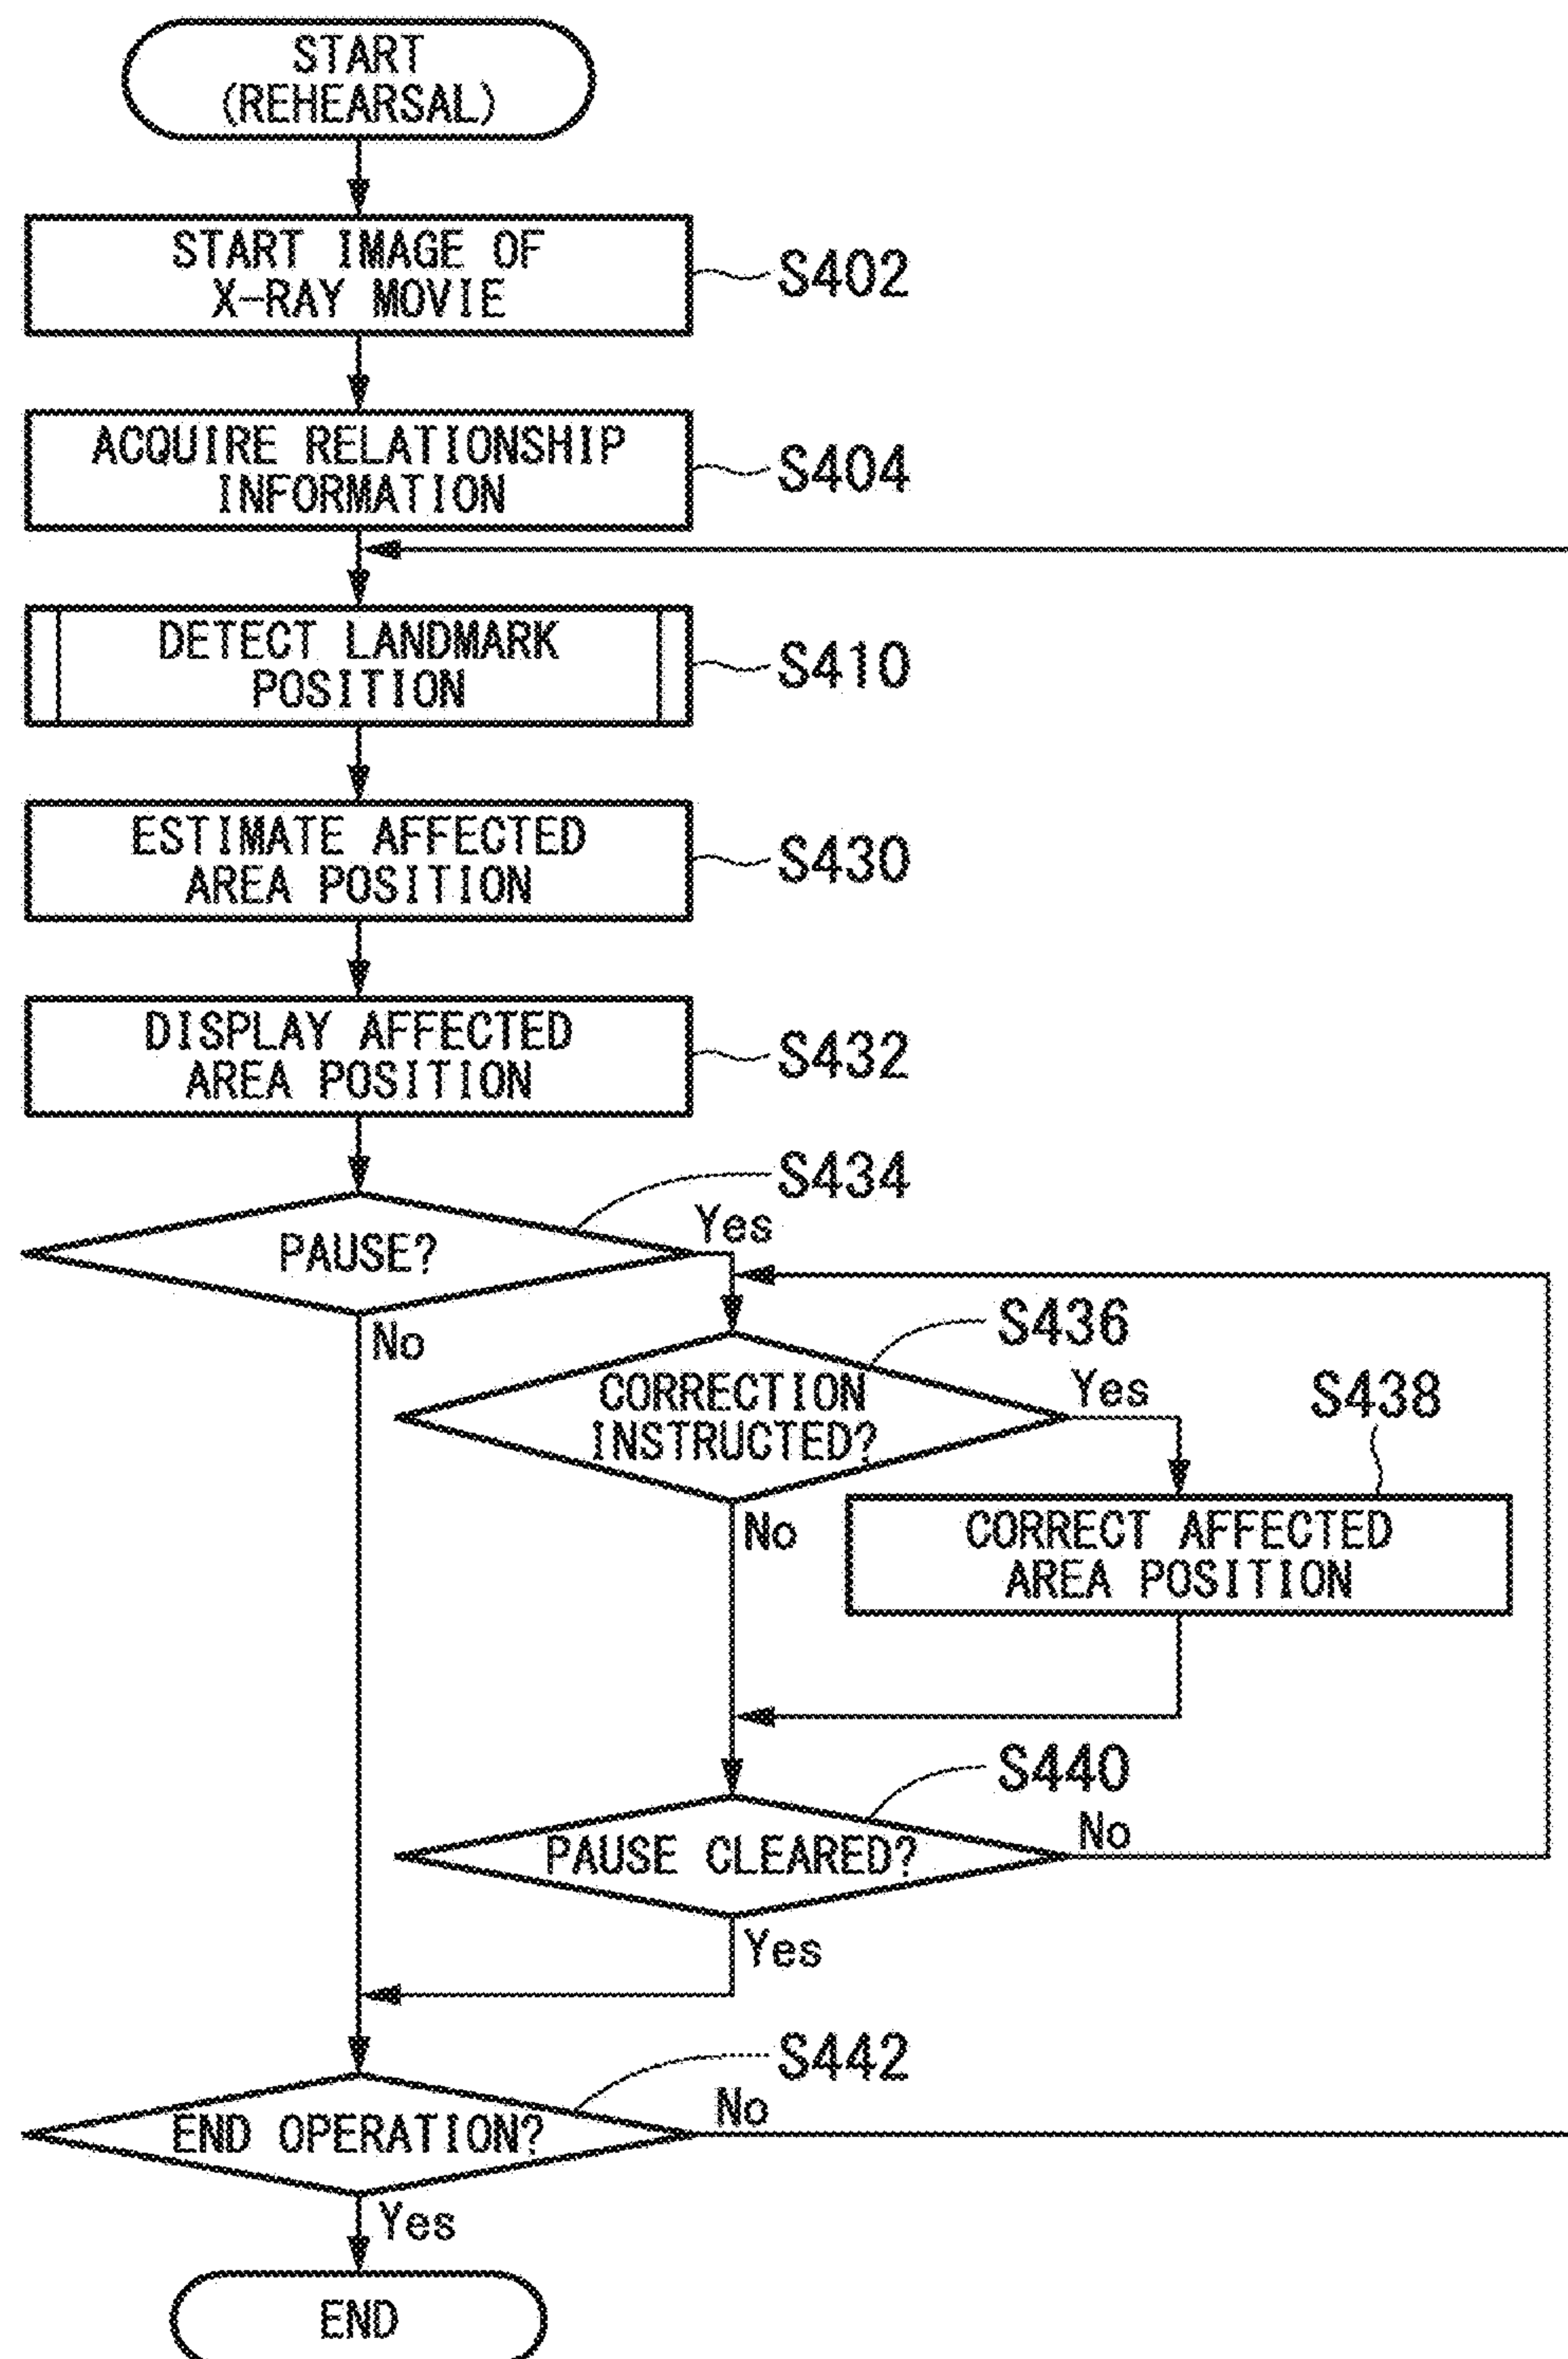 START
(REHEARSAL)
START IMAGE OF
X-RAY MOVIE
S402
ACQUIRE RELATIONSHIP
INFORMATION
S404
DETECT LANDMARK
POSITION
S410
ESTIMATE AFFECTED
AREA POSITION
S430
DISPLAY AFFECTED
AREA POSITION
S432
S434
PAUSE?
Yes
No
S436
CORRECTION
INSTRUCTED?
Yes
No
S438
CORRECT AFFECTED
AREA POSITION
S440
PAUSE CLEARED?
No
Yes
S442
END OPERATION?
No
Yes
END